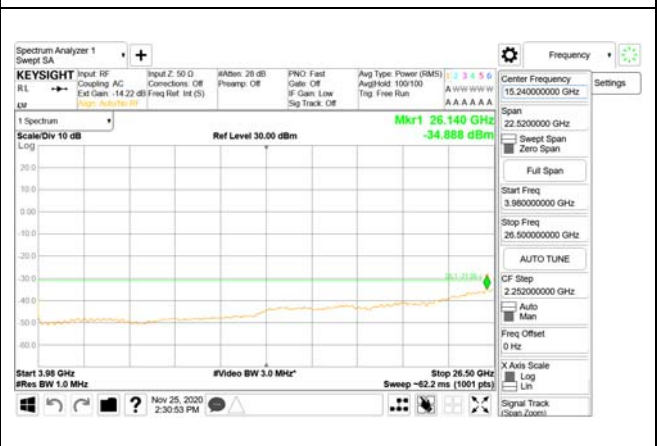 Spectrum Analyzer 1
Swept SA
Frequency
KEYSIGHT
RL
Input: RF
Coupling: AC
Ext Gain: -14.22 dB
Align: Auto/No RF
Input Z: 50 Ω
Corrections: Off
Freq Ref: Int (S)
#Atten: 28 dB
Preamp: Off
PNO: Fast
Gate: Off
IF Gain: Low
Sig Track: Off
Avg Type: Power (RMS)
Avg|Hold: 100/100
Trig: Free Run
1 2 3 4 5 6
A W W W W W
A A A A A A
1 Spectrum
Scale/Div 10 dB
Ref Level 30.00 dBm
Mkr1 26.140 GHz
-34.888 dBm
Log
20.0
10.0
0.00
-10.0
-20.0
-30.0
-40.0
-50.0
-60.0
1
Start 3.98 GHz
#Res BW 1.0 MHz
#Video BW 3.0 MHz*
Stop 26.50 GHz
Sweep ~62.2 ms (1001 pts)
Nov 25, 2020
2:30:53 PM
Center Frequency
15.240000000 GHz
Settings
Span
22.5200000 GHz
Swept Span
Zero Span
Full Span
Start Freq
3.980000000 GHz
Stop Freq
26.500000000 GHz
AUTO TUNE
CF Step
2.252000000 GHz
Auto
Man
Freq Offset
0 Hz
X Axis Scale
Log
Lin
Signal Track
(Span Zoom)